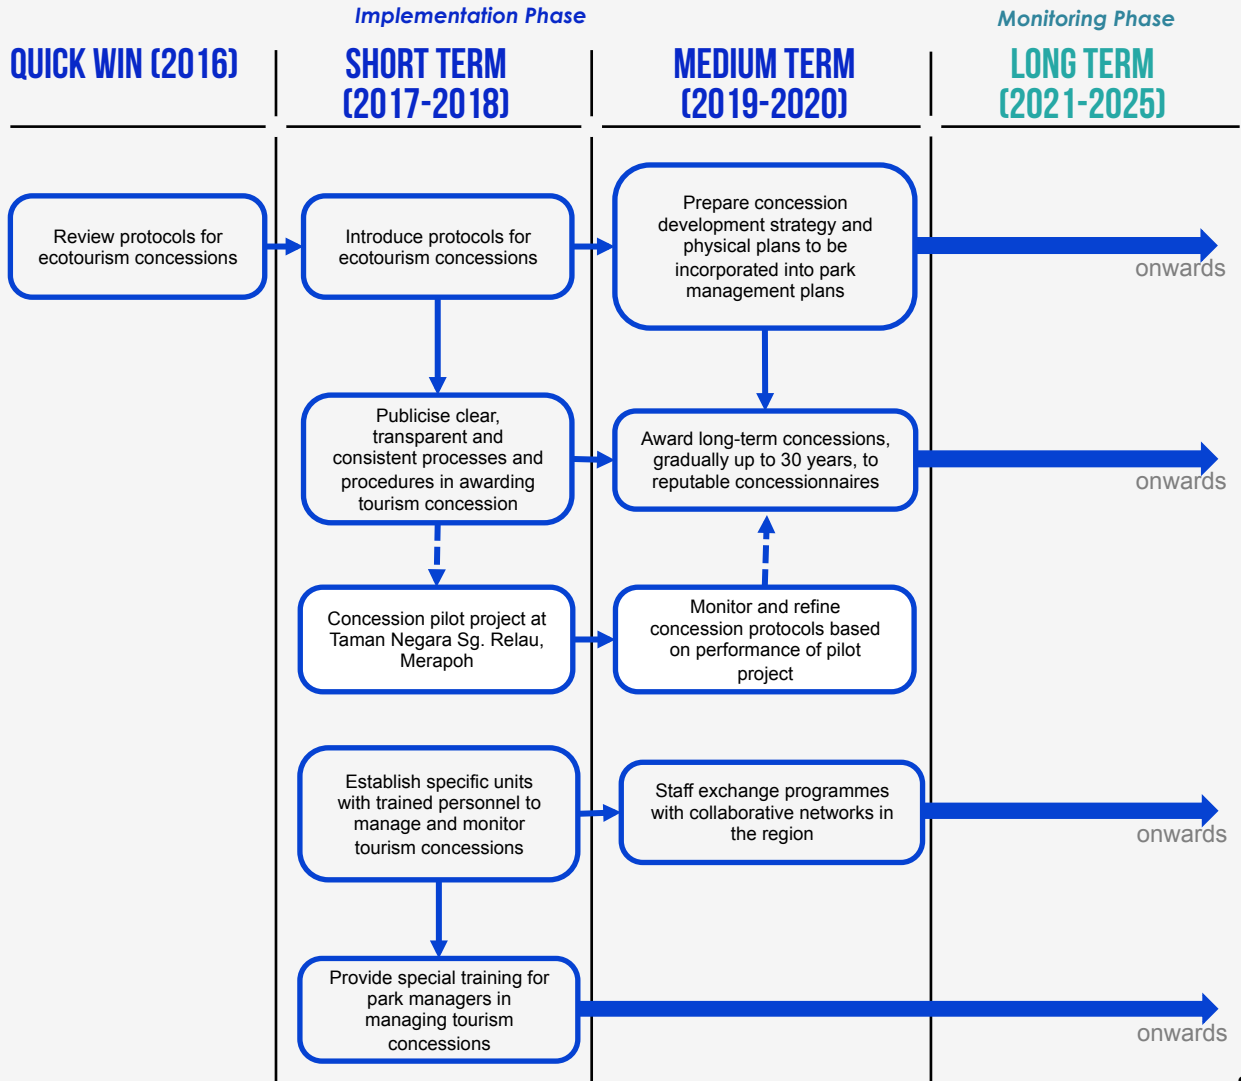 Implementation Phase
Monitoring Phase
QUICK WIN (2016)
SHORT TERM
(2017-2018)
MEDIUM TERM
(2019-2020)
LONG TERM
(2021-2025)
Review protocols for
ecotourism concessions
Introduce protocols for
ecotourism concessions
Prepare concession
development strategy and
physical plans to be
incorporated into park
management plans
onwards
Publicise clear,
transparent and
consistent processes and
procedures in awarding
tourism concession
Award long-term concessions,
gradually up to 30 years, to
reputable concessionnaires
onwards
Concession pilot project at
Taman Negara Sg. Relau,
Merapoh
Monitor and refine
concession protocols based
on performance of pilot
project
Establish specific units
with trained personnel to
manage and monitor
tourism concessions
Staff exchange programmes
with collaborative networks in
the region
onwards
Provide special training for
park managers in
managing tourism
concessions
onwards